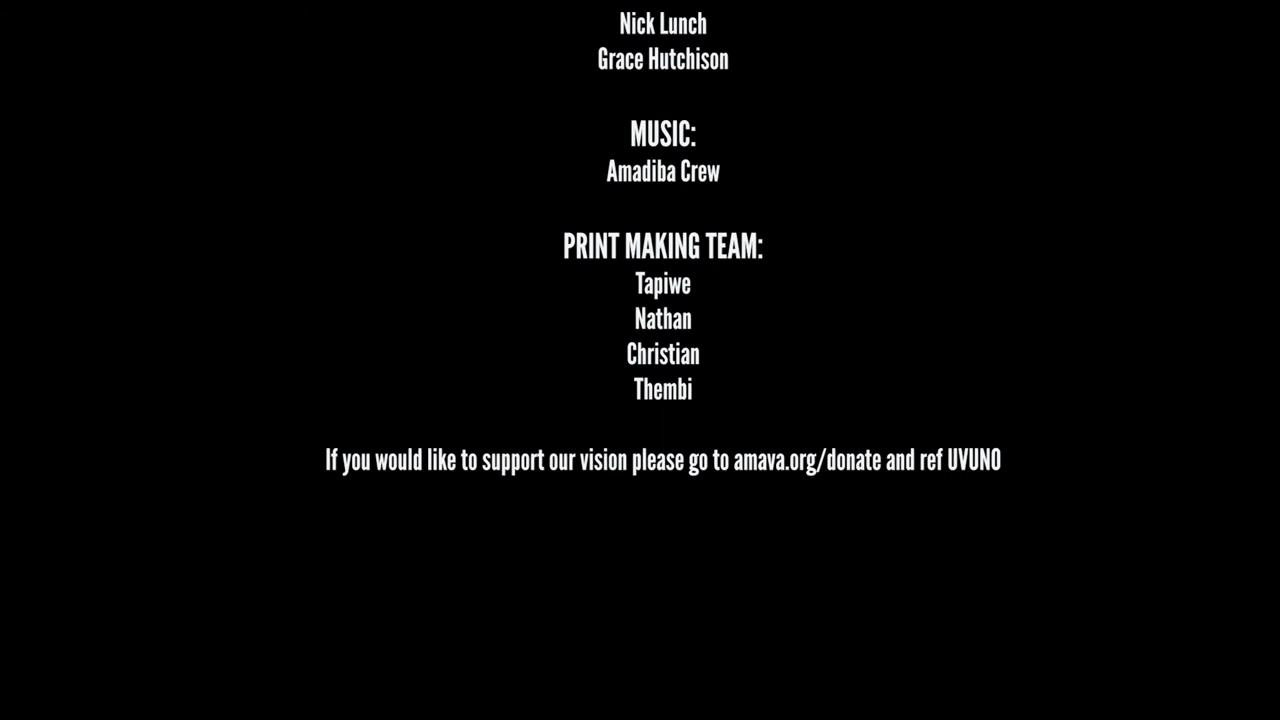 Nick Lunch
Grace Hutchison
MUSIC:
Amadiba Crew
PRINT MAKING TEAM:
Tapiwe
Nathan
Christian
Thembi
If you would like to support our vision please go to amava.org/donate and ref UVUNO